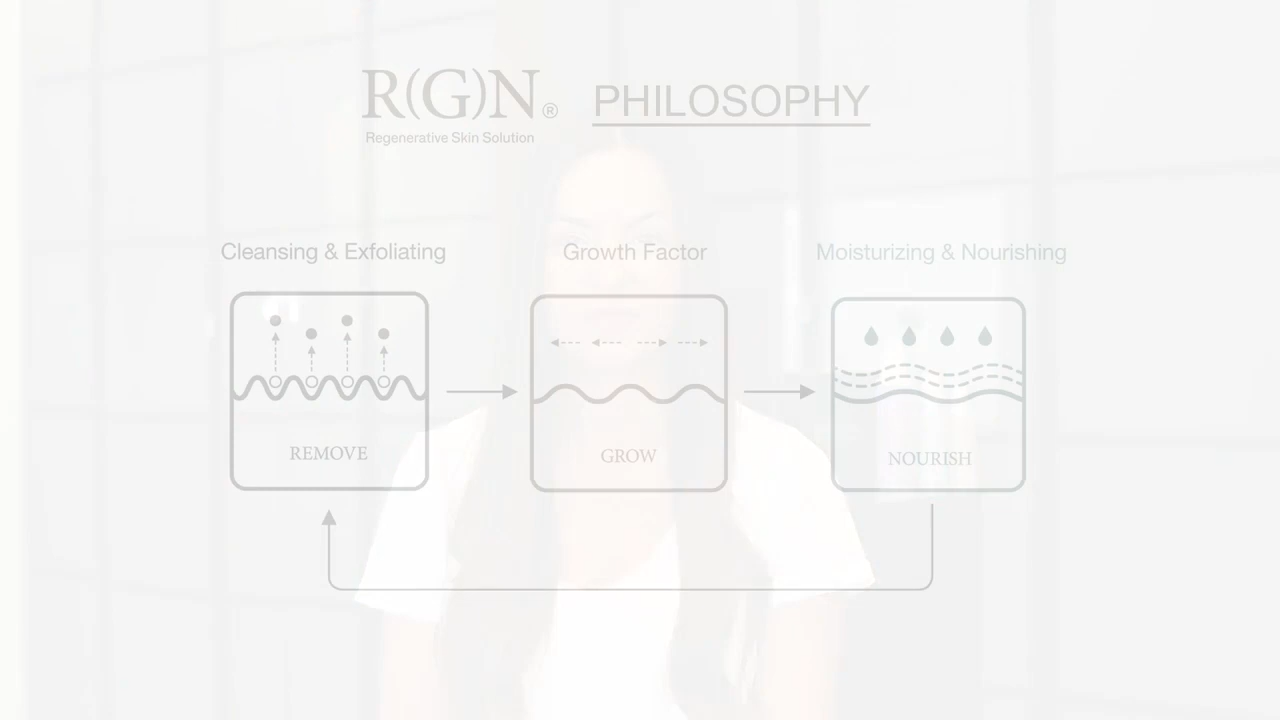 R(G)N® PHILOSOPHY
Regenerative Skin Solution
Cleansing & Exfoliating
Growth Factor
Moisturizing & Nourishing
REMOVE
GROW
NOURISH